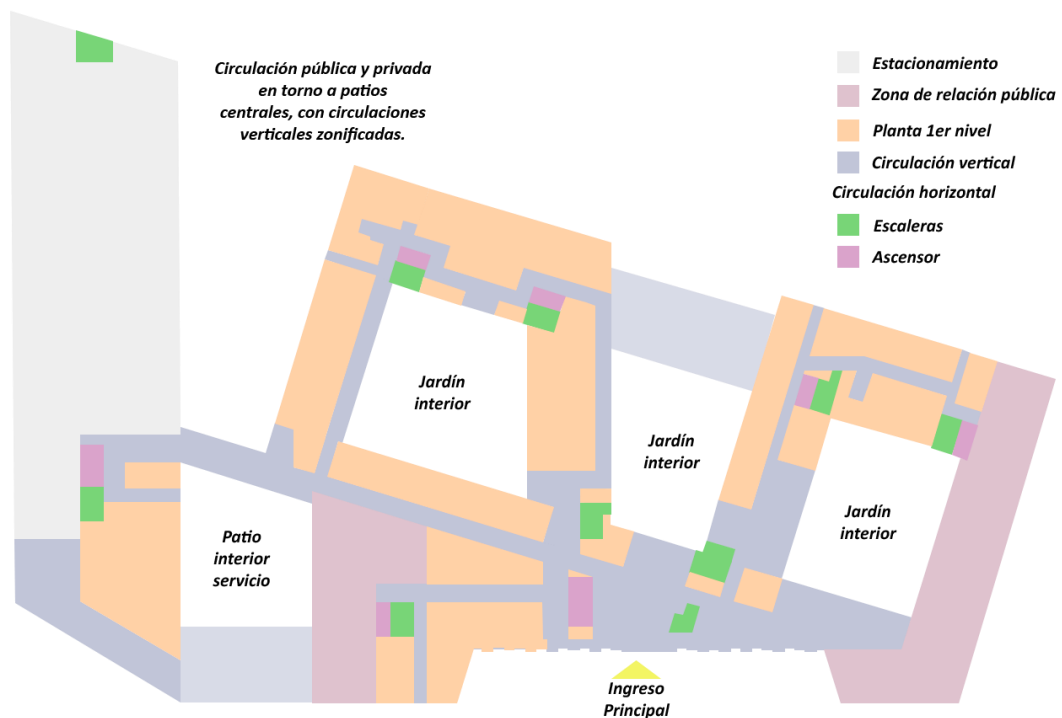 Circulación pública y privada
en torno a patios
centrales, con circulaciones
verticales zonificadas.
Estacionamiento
Zona de relación pública
Planta 1er nivel
Circulación vertical
Circulación horizontal
Escaleras
Ascensor
Jardín
interior
Jardín
interior
Jardín
interior
Patio
interior
servicio
Ingreso
Principal